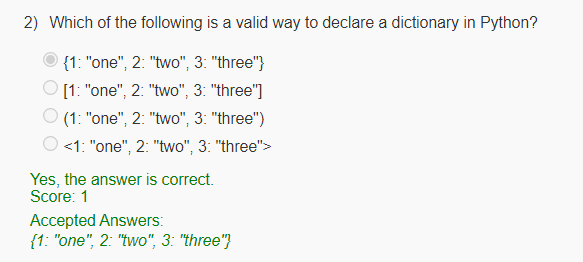 2) Which of the following is a valid way to declare a dictionary in Python?
{1: "one", 2: "two", 3: "three"}
[1: "one", 2: "two", 3: "three"]
(1: "one", 2: "two", 3: "three")
<1: "one", 2: "two", 3: "three">
Yes, the answer is correct.
Score: 1
Accepted Answers:
{1: "one", 2: "two", 3: "three"}